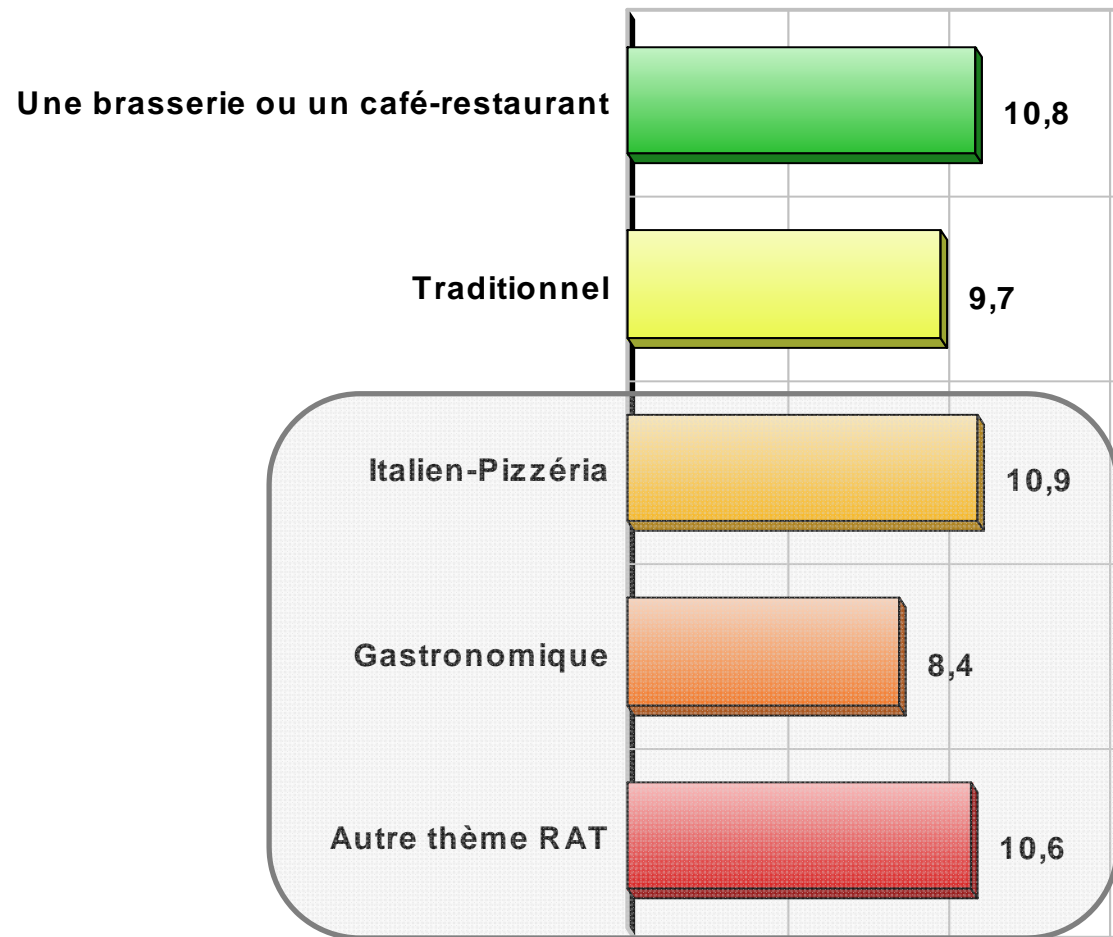 Une brasserie ou un café-restaurant
10,8
Traditionnel
9,7
Italien-Pizzéria
10,9
Gastronomique
8,4
Autre thème RAT
10,6